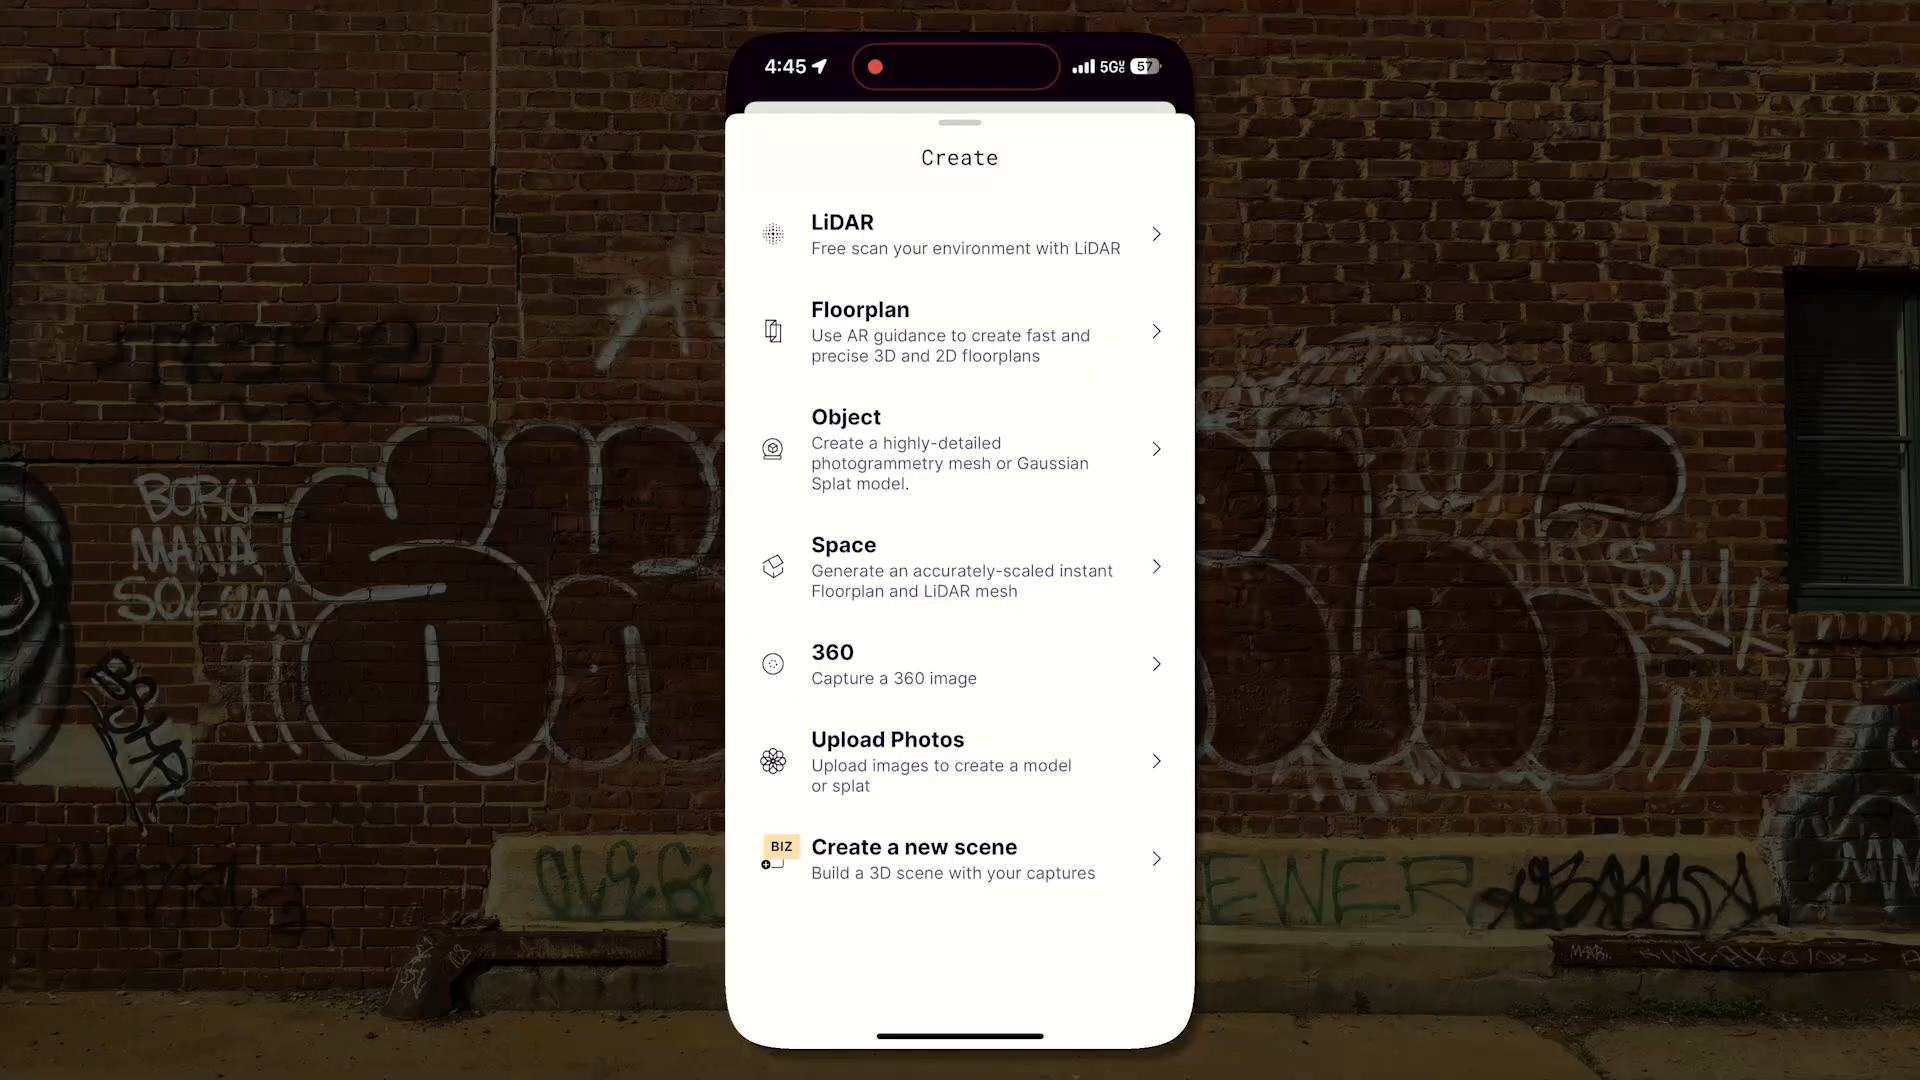 4:45
5G
57
Create
LiDAR
Free scan your environment with LiDAR
Floorplan
Use AR guidance to create fast and
precise 3D and 2D floorplans
Object
Create a highly-detailed
photogrammetry mesh or Gaussian
Splat model.
Space
Generate an accurately-scaled instant
Floorplan and LiDAR mesh
360
Capture a 360 image
Upload Photos
Upload images to create a model
or splat
BIZ
Create a new scene
Build a 3D scene with your captures
BORU
MANA
SOLUM